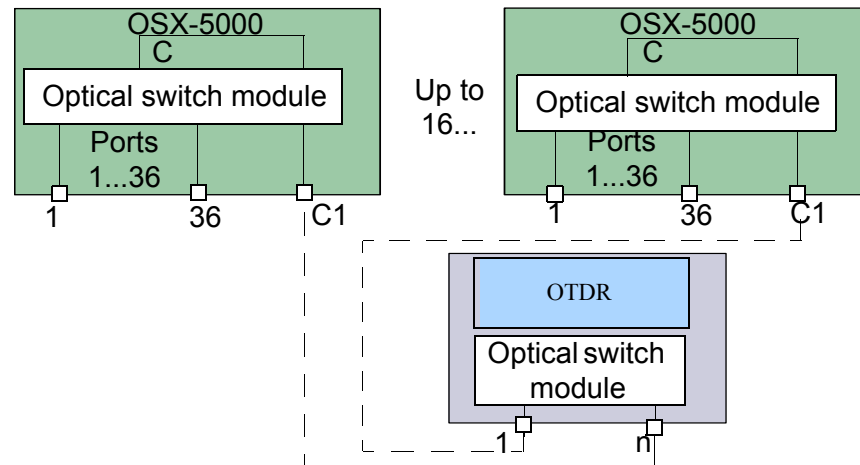 OSX-5000
C
Optical switch module
Ports
1...36
1
36
C1
Up to
16...
OSX-5000
C
Optical switch module
Ports
1...36
1
36
C1
OTDR
Optical switch
module
1
n